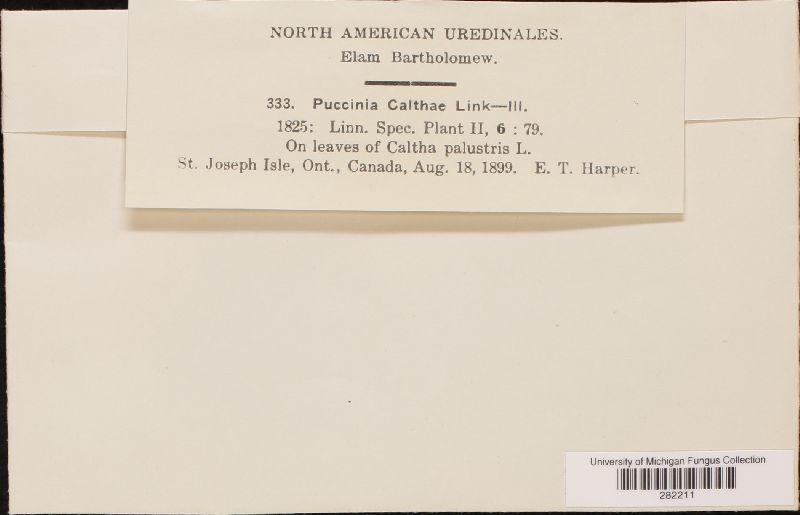 NORTH AMERICAN UREDINALES.
Elam Bartholomew.
333. Puccinia Calthae Link—III.
1825: Linn. Spec. Plant II, 6 : 79.
On leaves of Caltha palustris L.
St. Joseph Isle, Ont., Canada, Aug. 18, 1899. E. T. Harper.
University of Michigan Fungus Collection
282211